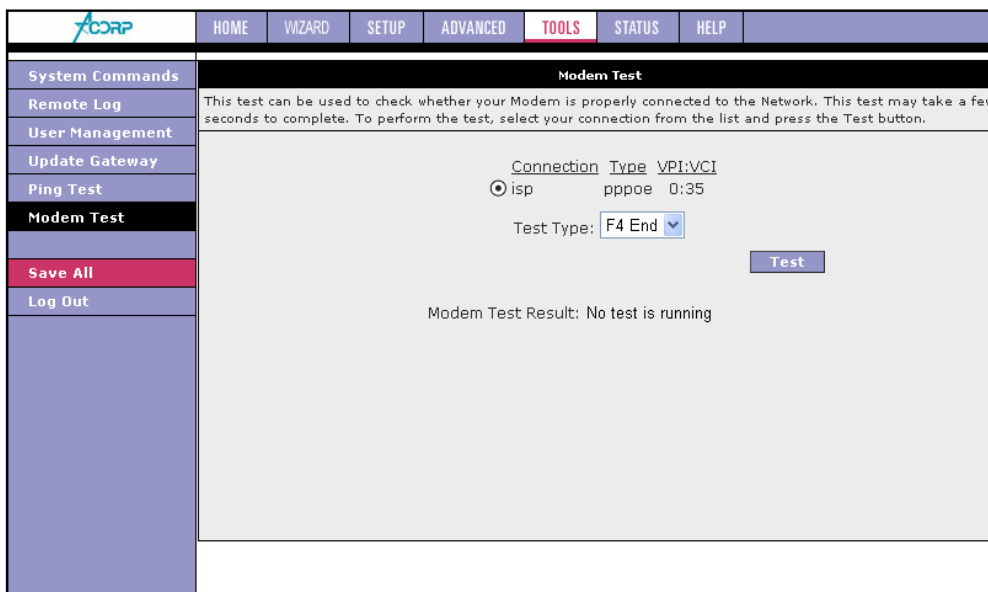 ACORP
HOME WIZARD SETUP ADVANCED TOOLS STATUS HELP
System Commands
Remote Log
User Management
Update Gateway
Ping Test
Modem Test
Save All
Log Out
Modem Test
This test can be used to check whether your Modem is properly connected to the Network. This test may take a few
seconds to complete. To perform the test, select your connection from the list and press the Test button.
Connection Type VPI:VCI
isp pppoe 0:35
Test Type: F4 End
Test
Modem Test Result: No test is running